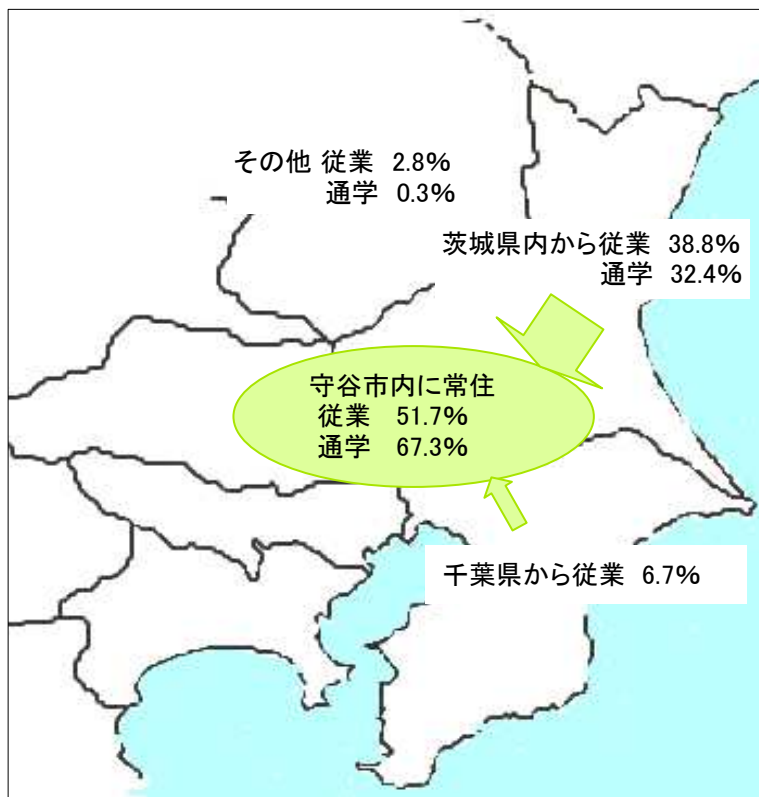 その他 従業 2.8%
通学 0.3%
茨城県内から従業 38.8%
通学 32.4%
守谷市内に常住
従業 51.7%
通学 67.3%
千葉県から従業 6.7%